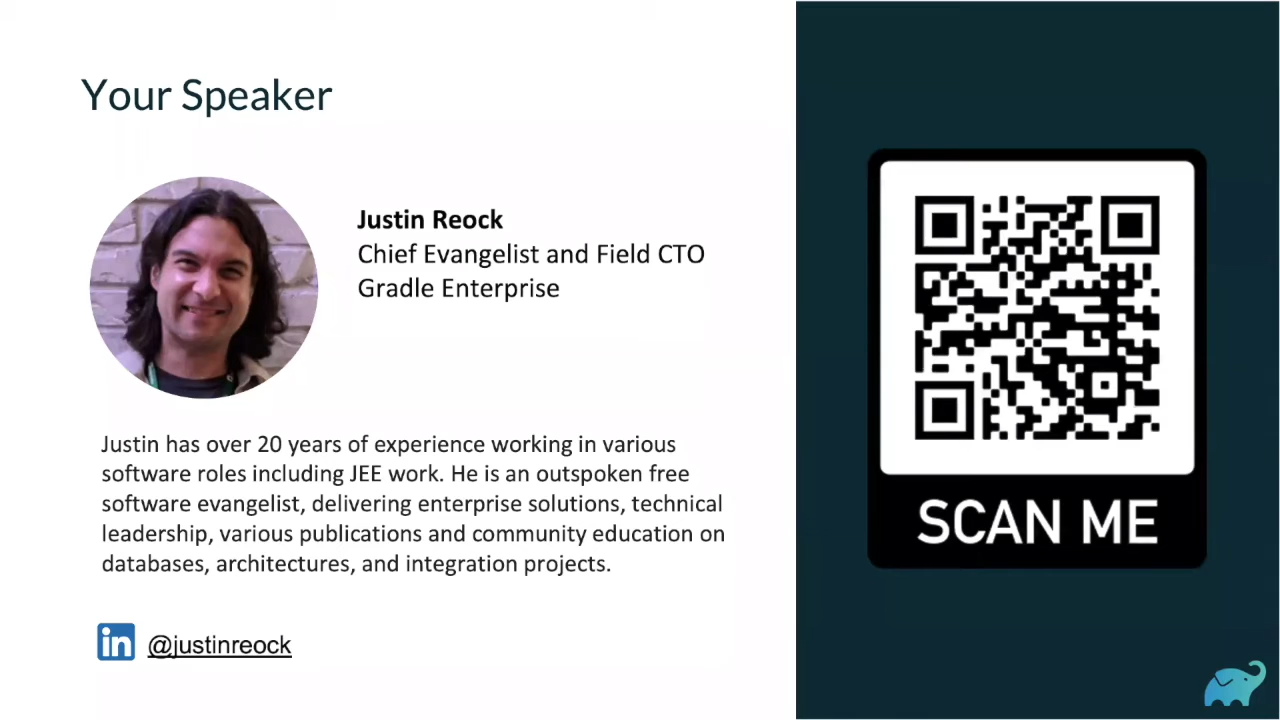 Your Speaker
Justin Reock
Chief Evangelist and Field CTO
Gradle Enterprise
Justin has over 20 years of experience working in various
software roles including JEE work. He is an outspoken free
software evangelist, delivering enterprise solutions, technical
leadership, various publications and community education on
databases, architectures, and integration projects.
in @justinreock
SCAN ME